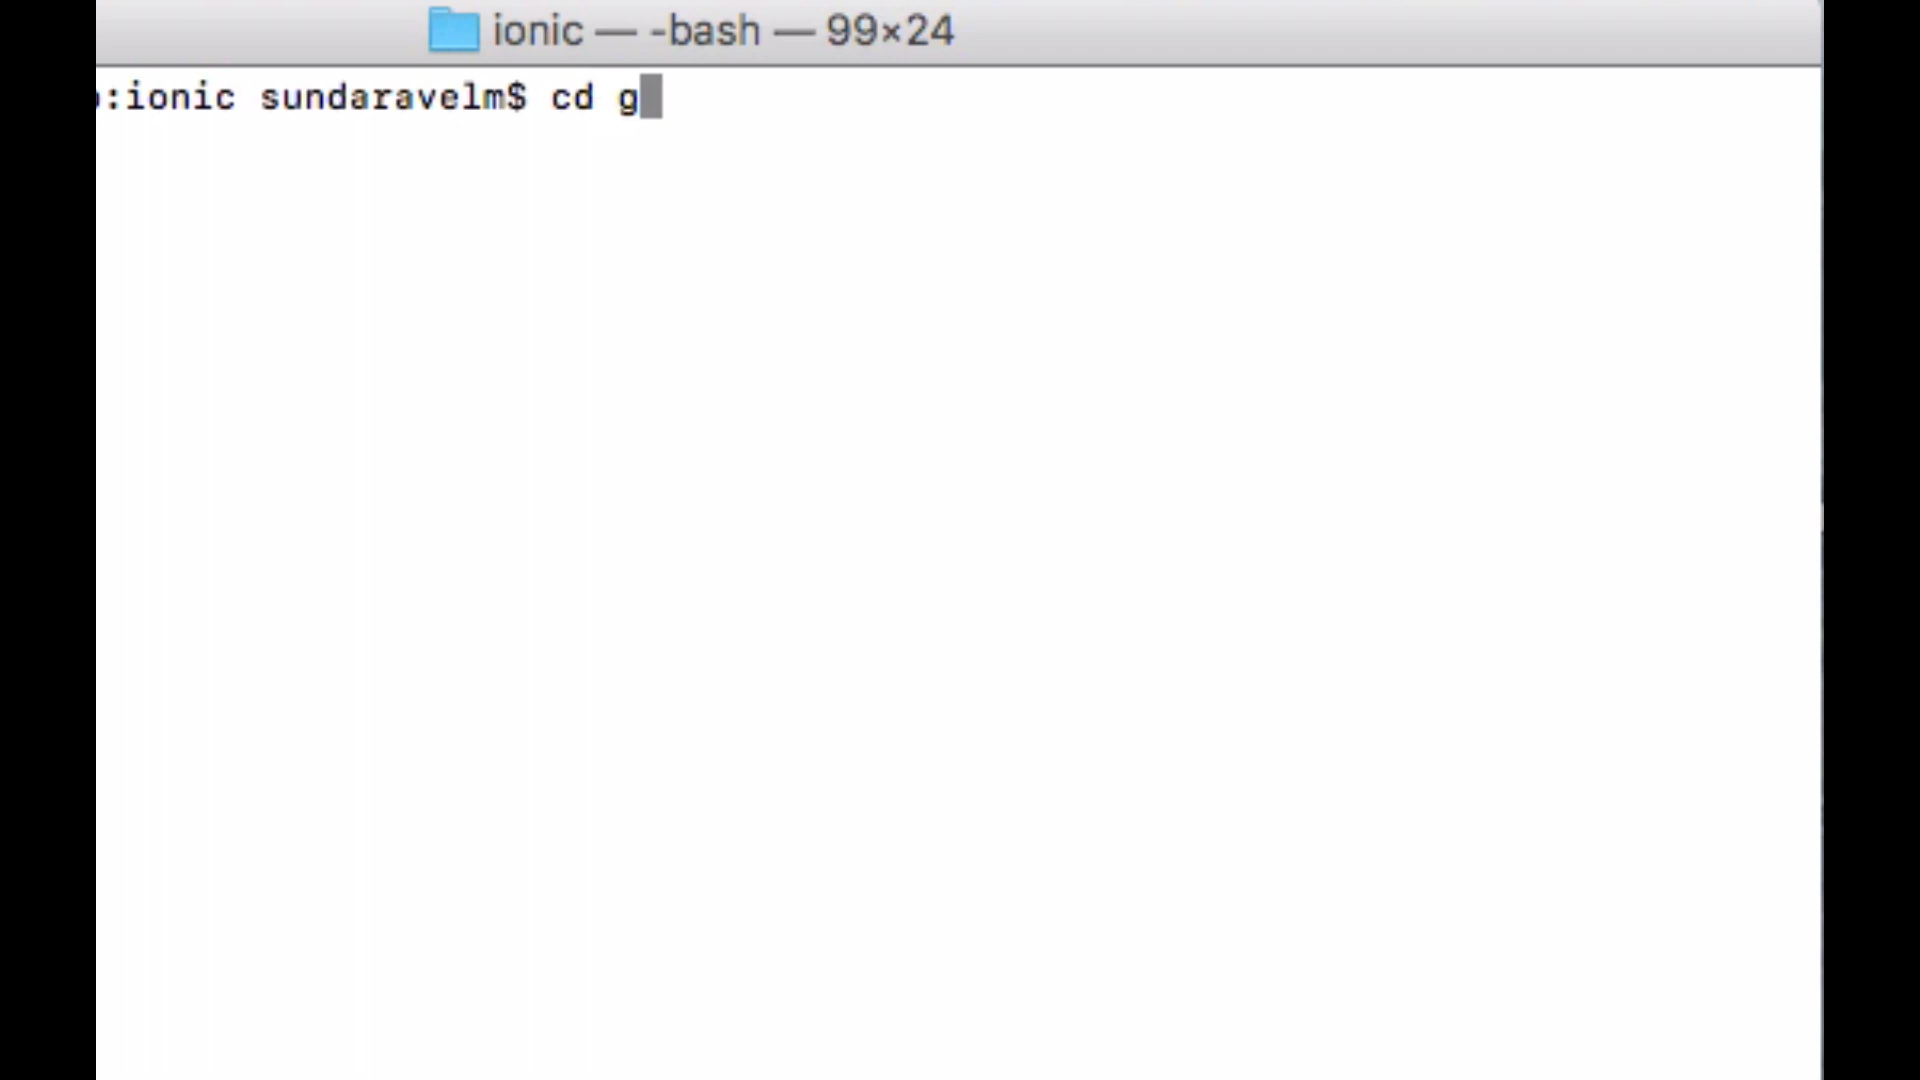 ionic — -bash — 99×24
:ionic sundaravelm$ cd g